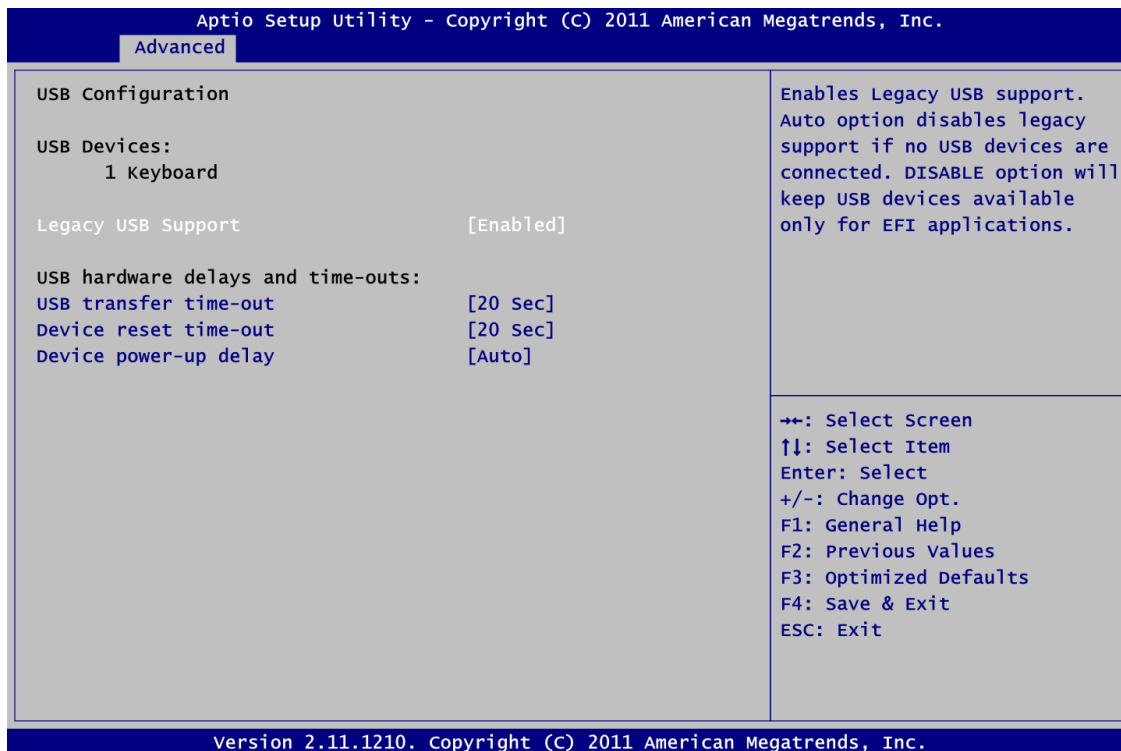 Aptio Setup Utility - Copyright (C) 2011 American Megatrends, Inc.
Advanced
USB Configuration
USB Devices:
1 Keyboard
Legacy USB Support [Enabled]
USB hardware delays and time-outs:
USB transfer time-out [20 Sec]
Device reset time-out [20 Sec]
Device power-up delay [Auto]
Enables Legacy USB support.
Auto option disables legacy
support if no USB devices are
connected. DISABLE option will
keep USB devices available
only for EFI applications.
→←: Select Screen
↑↓: Select Item
Enter: Select
+/-: Change Opt.
F1: General Help
F2: Previous Values
F3: Optimized Defaults
F4: Save & Exit
ESC: Exit
Version 2.11.1210. Copyright (C) 2011 American Megatrends, Inc.